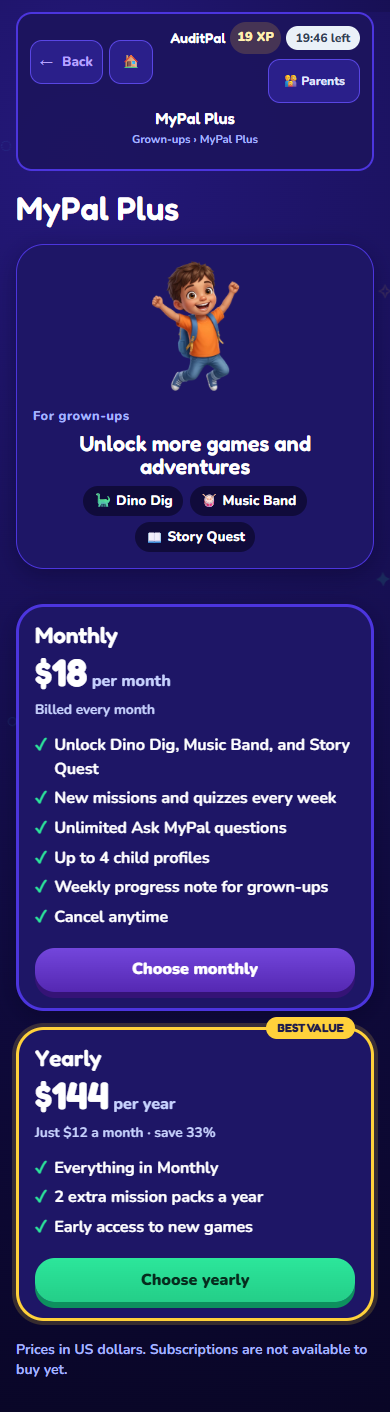 AuditPal 19 XP 19:46 left
← Back
Parents
MyPal Plus
Grown-ups › MyPal Plus
MyPal Plus
For grown-ups
Unlock more games and
adventures
Dino Dig Music Band
Story Quest
Monthly
$18 per month
Billed every month
✓ Unlock Dino Dig, Music Band, and Story
Quest
✓ New missions and quizzes every week
✓ Unlimited Ask MyPal questions
✓ Up to 4 child profiles
✓ Weekly progress note for grown-ups
✓ Cancel anytime
Choose monthly
BEST VALUE
Yearly
$144 per year
Just $12 a month · save 33%
✓ Everything in Monthly
✓ 2 extra mission packs a year
✓ Early access to new games
Choose yearly
Prices in US dollars. Subscriptions are not available to
buy yet.